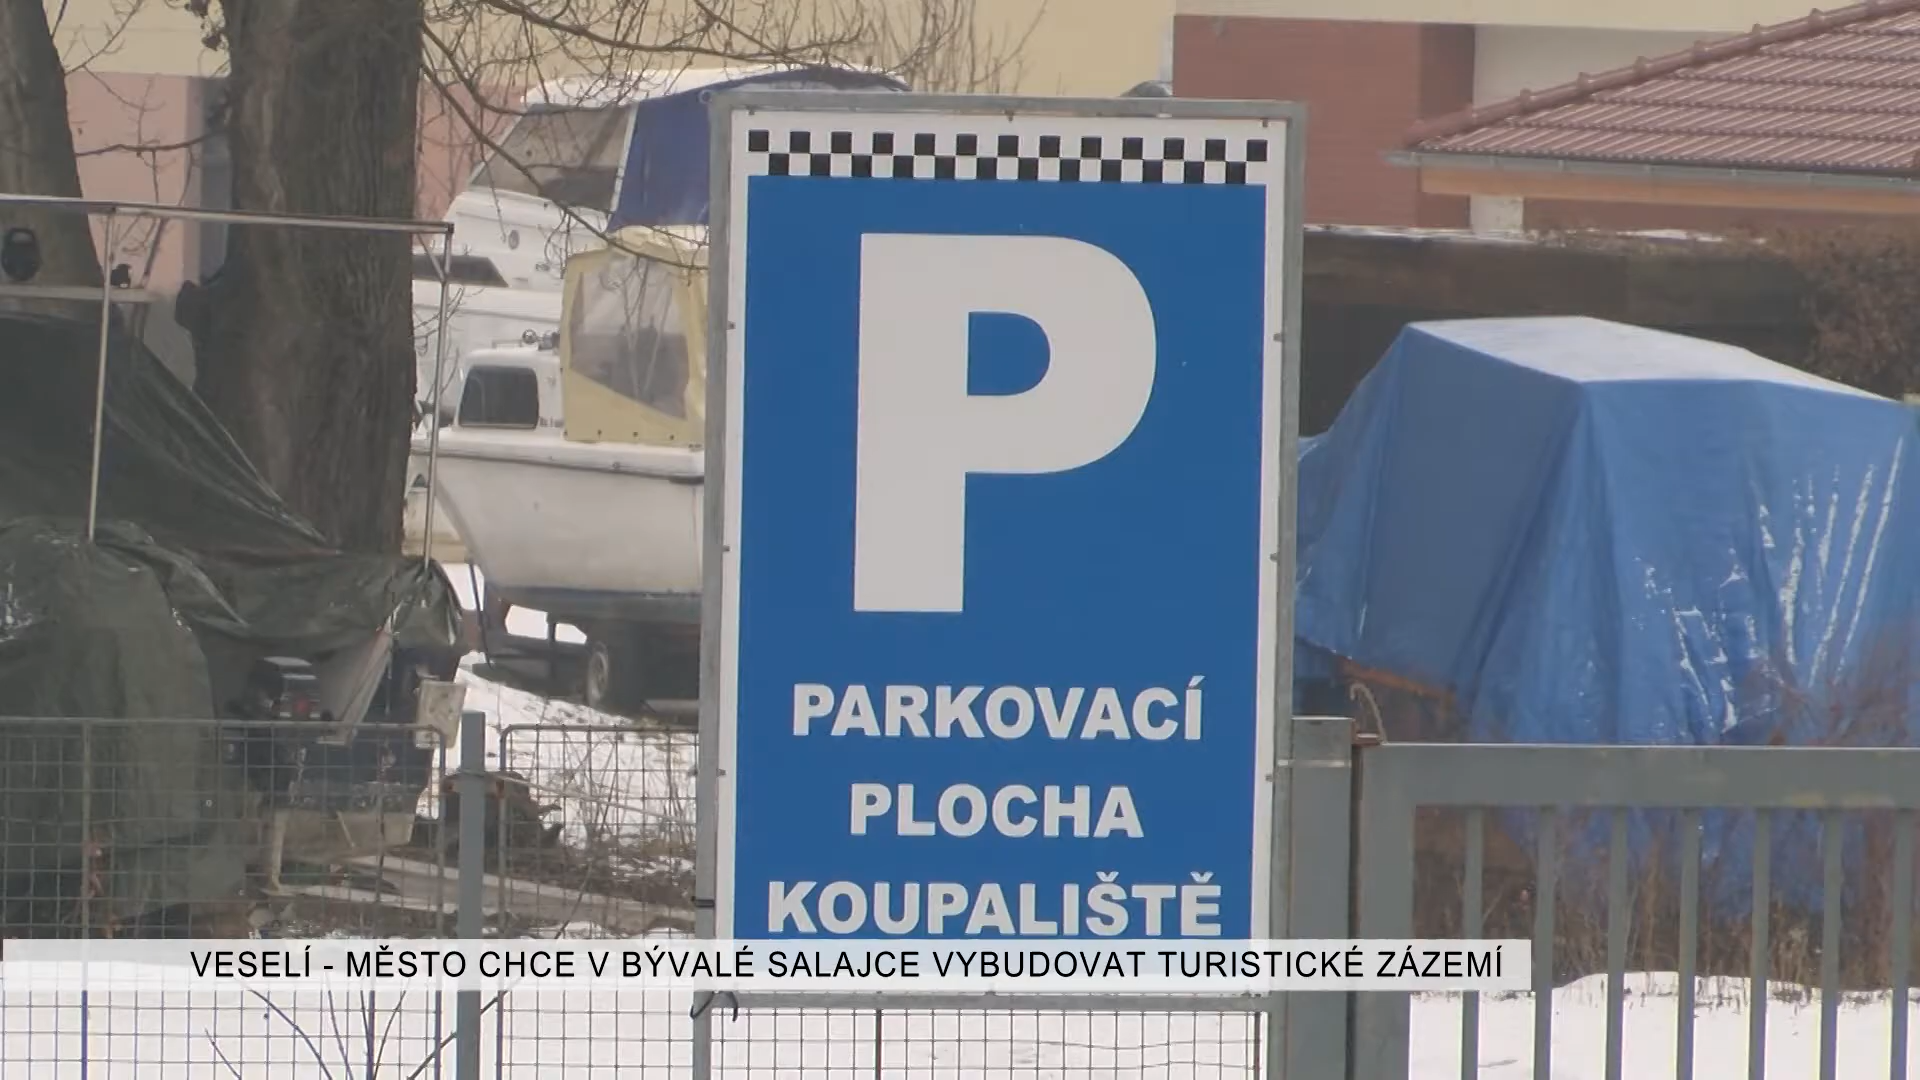 P
PARKOVACÍ
PLOCHA
KOUPALIŠTĚ
VESELÍ - MĚSTO CHCE V BÝVALÉ SALAJCE VYBUDOVAT TURISTICKÉ ZÁZEMÍ